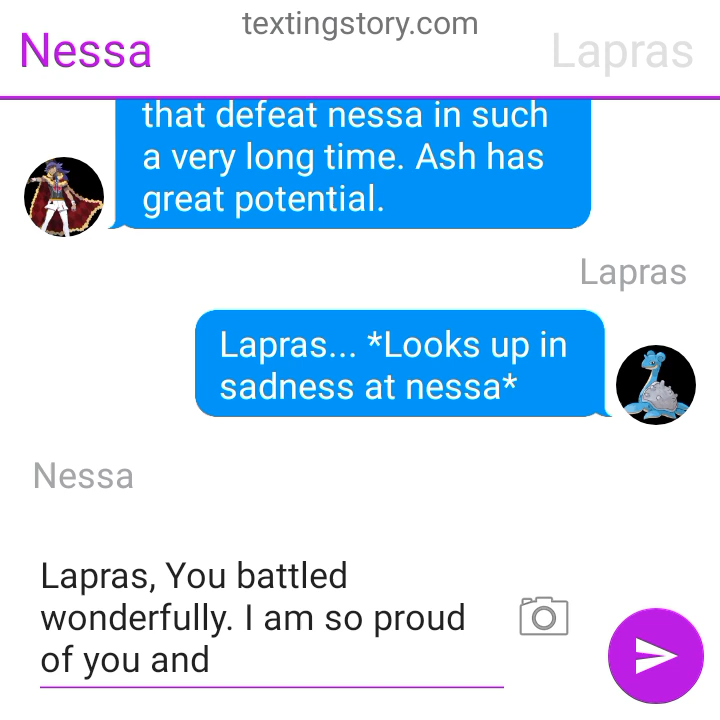 textingstory.com
Nessa
Lapras
that defeat nessa in such
a very long time. Ash has
great potential.
Lapras
Lapras... *Looks up in
sadness at nessa*
Nessa
Lapras, You battled
wonderfully. I am so proud
of you and